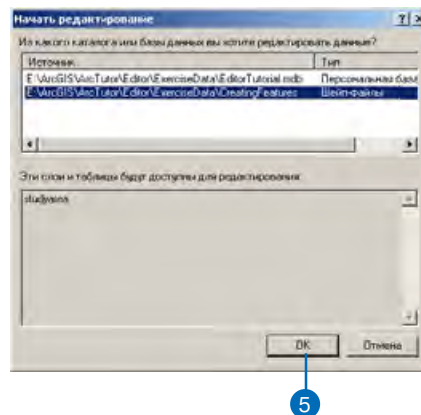 Начать редактирование
Из какого каталога или базы данных вы хотите редактировать данные?
Источник Тип
E:\ArcGIS\ArcTutor\Editor\ExerciseData\EditorTutorial.mdb Персональная база
E:\ArcGIS\ArcTutor\Editor\ExerciseData\CreatingFeatures Шейп-файлы
Эти слои и таблицы будут доступны для редактирования:
studyarea
OK Отмена
5